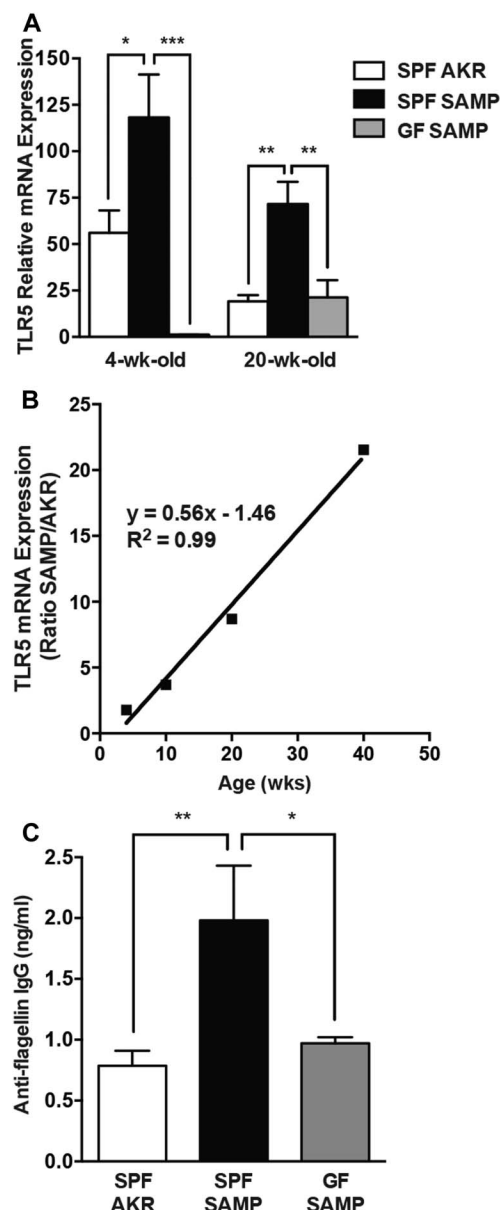 A
TLR5 Relative mRNA Expression
150
125
100
75
50
25
0
* ***
** **
SPF AKR
SPF SAMP
GF SAMP
4-wk-old 20-wk-old
B
TLR5 mRNA Expression
(Ratio SAMP/AKR)
25
20
15
10
5
0
y = 0.56x - 1.46
R² = 0.99
0 10 20 30 40 50
Age (wks)
C
Anti-flagellin IgG (ng/ml)
2.5
2.0
1.5
1.0
0.5
0.0
** *
SPF SPF GF
AKR SAMP SAMP